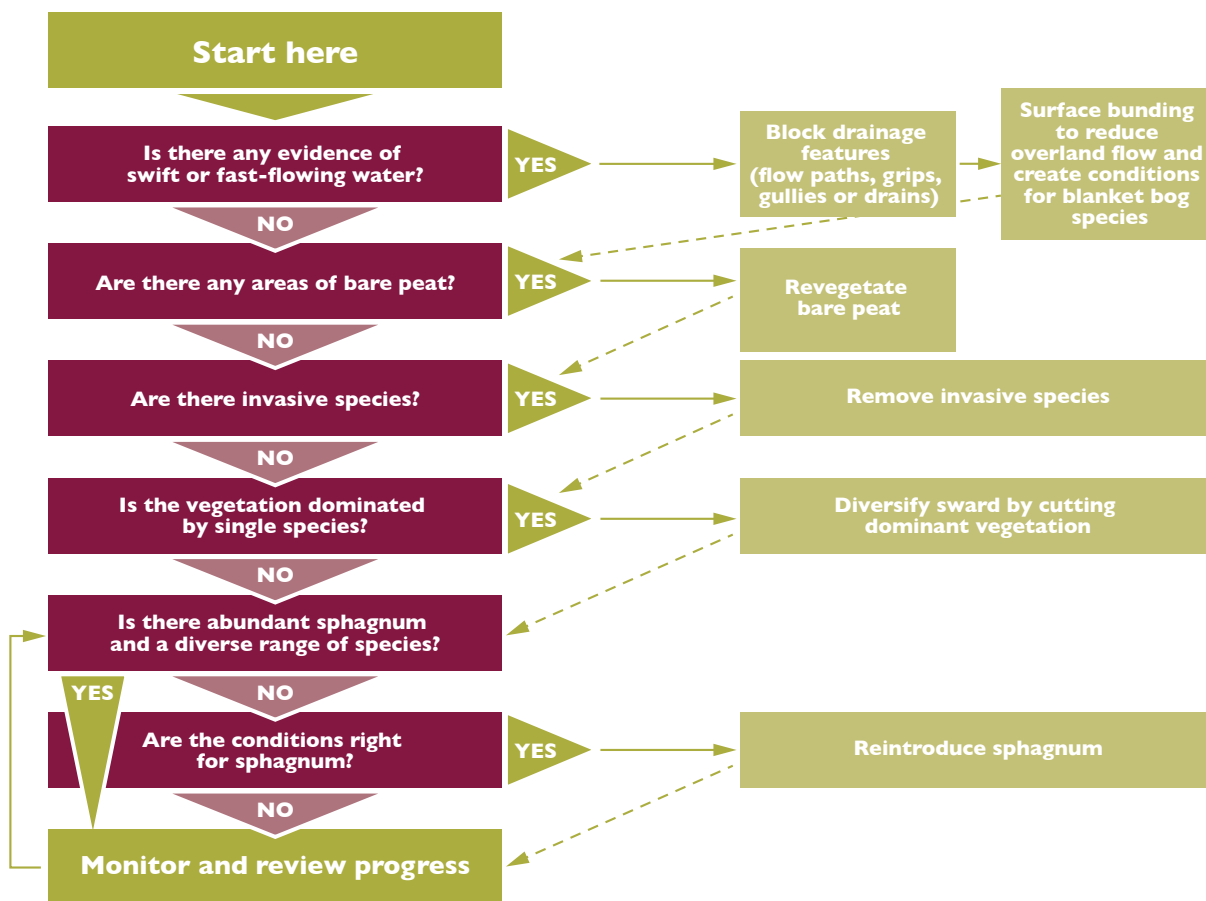 Start here
Is there any evidence of
swift or fast-flowing water?
YES
Block drainage
features
(flow paths, grips,
gullies or drains)
Surface bunding
to reduce
overland flow and
create conditions
for blanket bog
species
NO
Are there any areas of bare peat?
YES
Revegetate
bare peat
NO
Are there invasive species?
YES
Remove invasive species
NO
Is the vegetation dominated
by single species?
YES
Diversify sward by cutting
dominant vegetation
NO
Is there abundant sphagnum
and a diverse range of species?
YES
NO
Are the conditions right
for sphagnum?
YES
Reintroduce sphagnum
NO
Monitor and review progress